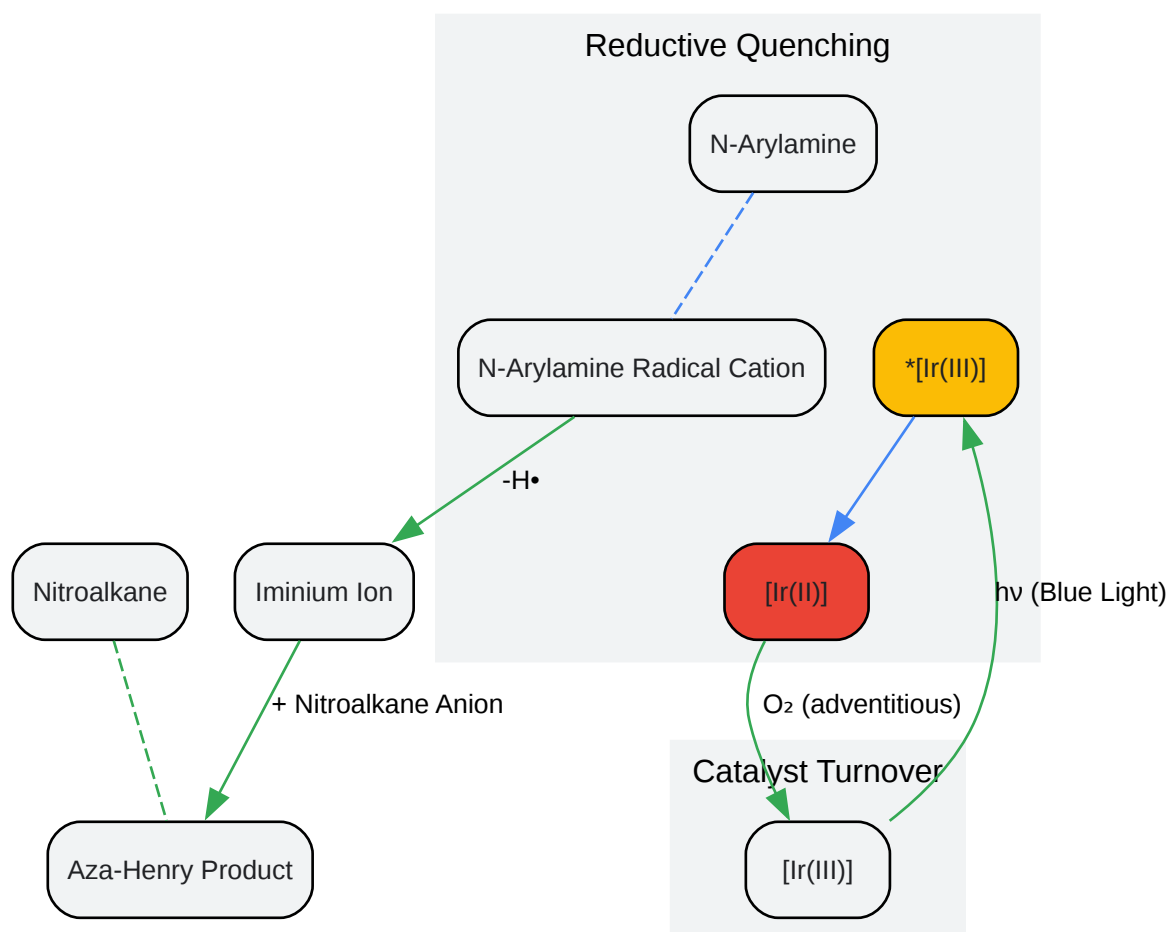 Reductive Quenching
N-Arylamine
N-Arylamine Radical Cation
*[Ir(III)]
-H•
Nitroalkane
Iminium Ion
[Ir(II)]
hν (Blue Light)
+ Nitroalkane Anion
O₂ (adventitious)
Catalyst Turnover
Aza-Henry Product
[Ir(III)]